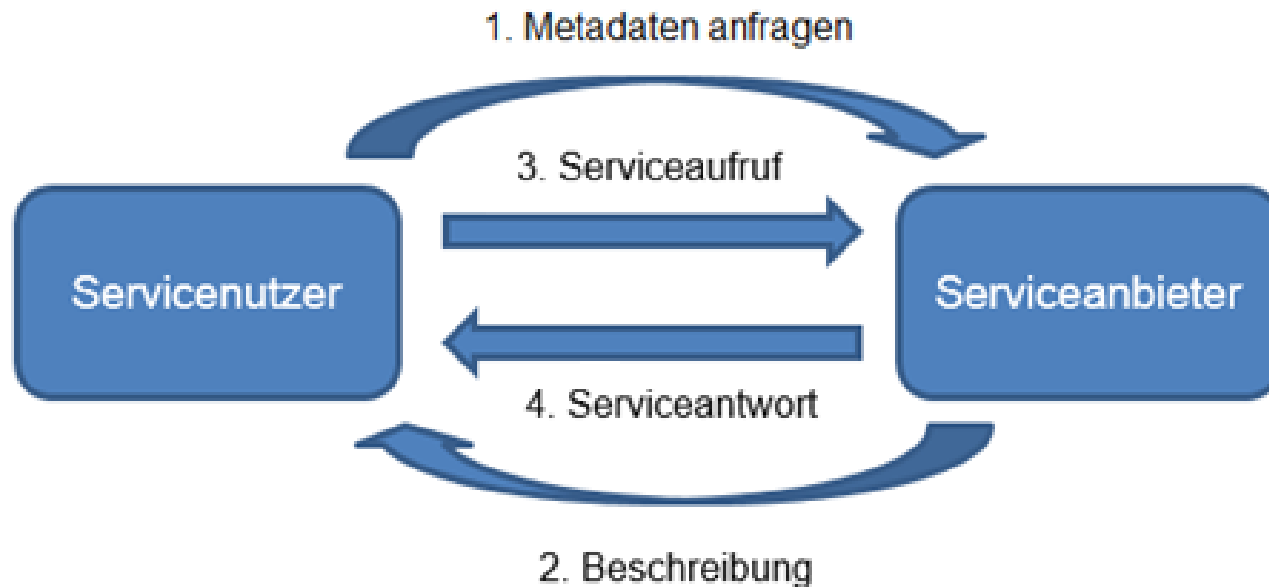 1. Metadaten anfragen
3. Serviceaufruf
Servicenutzer
Serviceanbieter
4. Serviceantwort
2. Beschreibung